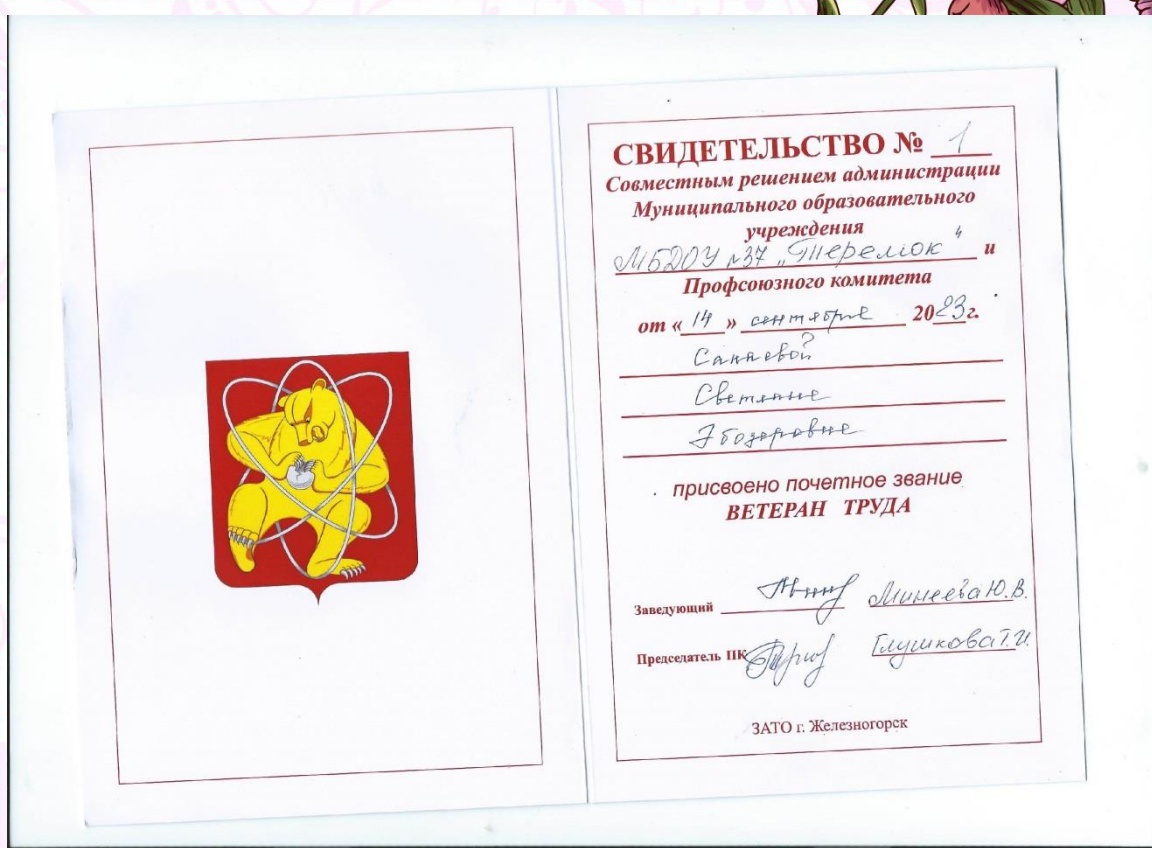 СВИДЕТЕЛЬСТВО № 1
Совместным решением администрации
Муниципального образовательного
учреждения
МБДОУ №37 „Теремок" и
Профсоюзного комитета
от « 14 » сентября 2023г.
Санаевой
Светлане
присвоено почетное звание
ВЕТЕРАН ТРУДА
Заведующий Минеева Ю.В.
Председатель ПК Глушкова Т.И.
ЗАТО г. Железногорск